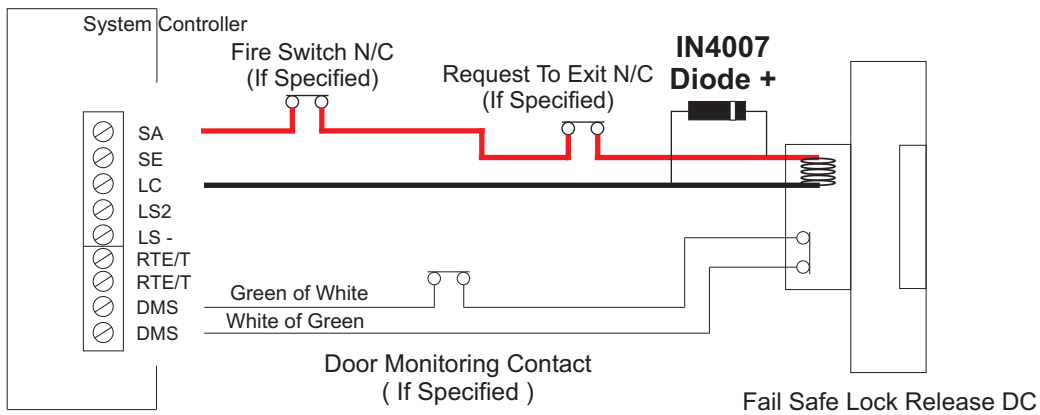 System Controller
Fire Switch N/C
(If Specified)
Request To Exit N/C
(If Specified)
IN4007
Diode +
SA
SE
LC
LS2
LS -
RTE/T
RTE/T
DMS
DMS
Green of White
White of Green
Door Monitoring Contact
( If Specified )
Fail Safe Lock Release DC